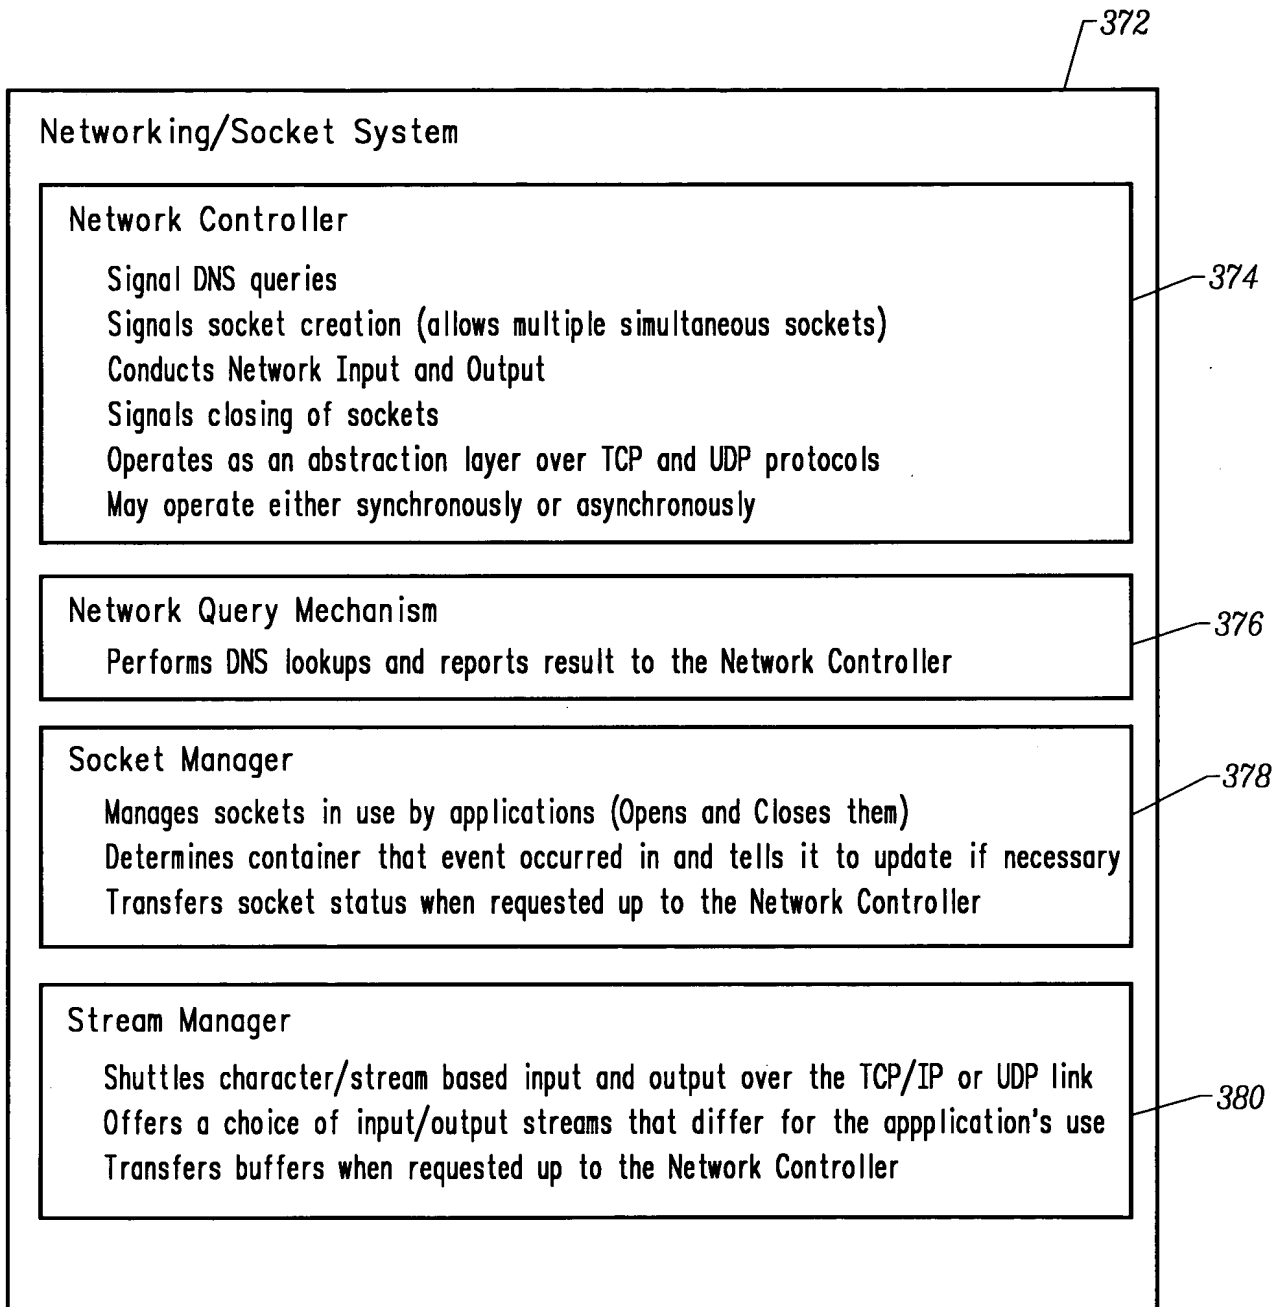 372
Networking/Socket System
Network Controller
Signal DNS queries
Signals socket creation (allows multiple simultaneous sockets)
Conducts Network Input and Output
Signals closing of sockets
Operates as an abstraction layer over TCP and UDP protocols
May operate either synchronously or asynchronously
374
Network Query Mechanism
Performs DNS lookups and reports result to the Network Controller
376
Socket Manager
Manages sockets in use by applications (Opens and Closes them)
Determines container that event occurred in and tells it to update if necessary
Transfers socket status when requested up to the Network Controller
378
Stream Manager
Shuttles character/stream based input and output over the TCP/IP or UDP link
Offers a choice of input/output streams that differ for the appplication's use
Transfers buffers when requested up to the Network Controller
380